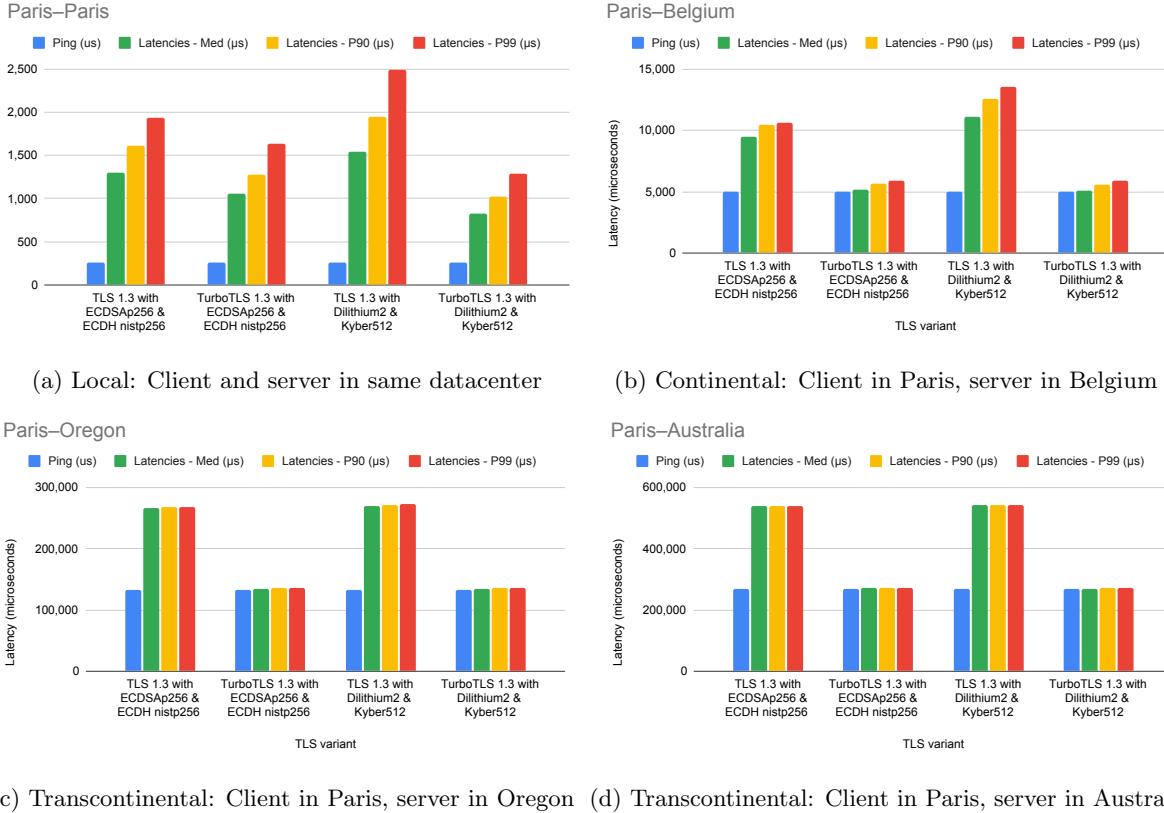 Paris–Paris
Ping (us) Latencies - Med (µs) Latencies - P90 (µs) Latencies - P99 (µs)
2,500
2,000
1,500
1,000
500
0
TLS 1.3 with ECDSAp256 & ECDH nistp256
TurboTLS 1.3 with ECDSAp256 & ECDH nistp256
TLS 1.3 with Dilithium2 & Kyber512
TurboTLS 1.3 with Dilithium2 & Kyber512
(a) Local: Client and server in same datacenter
Paris–Belgium
Ping (us) Latencies - Med (µs) Latencies - P90 (µs) Latencies - P99 (µs)
Latency (microseconds)
15,000
10,000
5,000
0
TLS 1.3 with ECDSAp256 & ECDH nistp256
TurboTLS 1.3 with ECDSAp256 & ECDH nistp256
TLS 1.3 with Dilithium2 & Kyber512
TurboTLS 1.3 with Dilithium2 & Kyber512
TLS variant
(b) Continental: Client in Paris, server in Belgium
Paris–Oregon
Ping (us) Latencies - Med (µs) Latencies - P90 (µs) Latencies - P99 (µs)
Latency (microseconds)
300,000
200,000
100,000
0
TLS 1.3 with ECDSAp256 & ECDH nistp256
TurboTLS 1.3 with ECDSAp256 & ECDH nistp256
TLS 1.3 with Dilithium2 & Kyber512
TurboTLS 1.3 with Dilithium2 & Kyber512
TLS variant
c) Transcontinental: Client in Paris, server in Oregon
Paris–Australia
Ping (us) Latencies - Med (µs) Latencies - P90 (µs) Latencies - P99 (µs)
Latency (microseconds)
600,000
400,000
200,000
0
TLS 1.3 with ECDSAp256 & ECDH nistp256
TurboTLS 1.3 with ECDSAp256 & ECDH nistp256
TLS 1.3 with Dilithium2 & Kyber512
TurboTLS 1.3 with Dilithium2 & Kyber512
TLS variant
(d) Transcontinental: Client in Paris, server in Austra